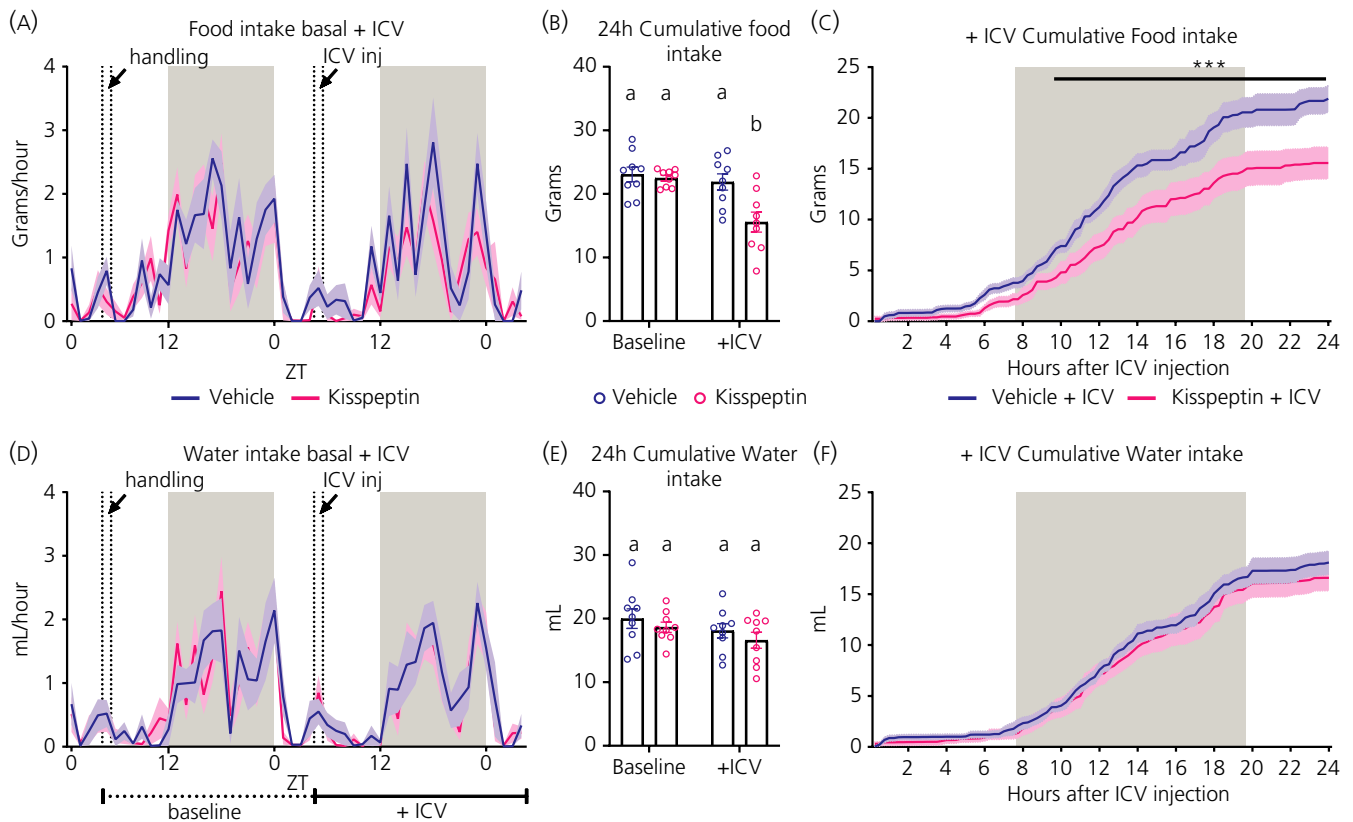 (A)
Food intake basal + ICV
handling
ICV inj
4
3
2
1
0
Grams/hour
0
12
0
12
0
ZT
Vehicle
Kisspeptin
(B)
24h Cumulative food
intake
40
30
20
10
0
Grams
a
a
a
b
Baseline
+ICV
Vehicle
Kisspeptin
(C)
+ ICV Cumulative Food intake
***
25
20
15
10
5
0
Grams
2
4
6
8
10
12
14
16
18
20
22
24
Hours after ICV injection
Vehicle + ICV
Kisspeptin + ICV
(D)
Water intake basal + ICV
handling
ICV inj
4
3
2
1
0
mL/hour
0
12
0
12
0
ZT
baseline
+ ICV
(E)
24h Cumulative Water
intake
40
30
20
10
0
mL
a
a
a
a
Baseline
+ICV
(F)
+ ICV Cumulative Water intake
25
20
15
10
5
0
mL
2
4
6
8
10
12
14
16
18
20
22
24
Hours after ICV injection